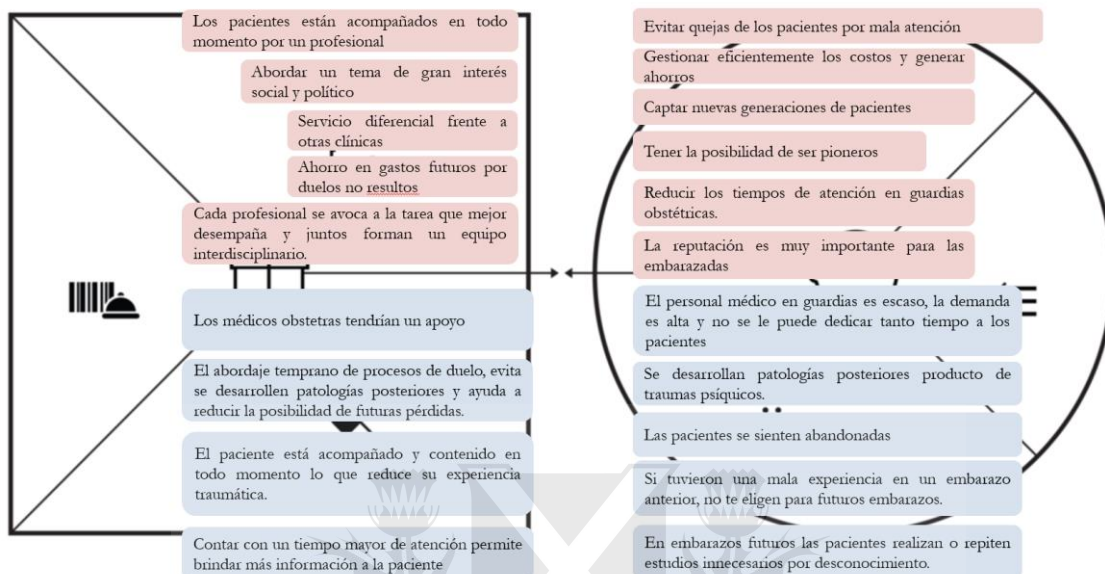 Los pacientes están acompañados en todo
momento por un profesional
Abordar un tema de gran interés
social y político
Servicio diferencial frente a
otras clínicas
Ahorro en gastos futuros por
duelos no resultos
Cada profesional se avoca a la tarea que mejor
desempaña y juntos forman un equipo
interdisciplinario.
Los médicos obstetras tendrían un apoyo
El abordaje temprano de procesos de duelo, evita
se desarrollen patologías posteriores y ayuda a
reducir la posibilidad de futuras pérdidas.
El paciente está acompañado y contenido en
todo momento lo que reduce su experiencia
traumática.
Contar con un tiempo mayor de atención permite
brindar más información a la paciente
Evitar quejas de los pacientes por mala atención
Gestionar eficientemente los costos y generar
ahorros
Captar nuevas generaciones de pacientes
Tener la posibilidad de ser pioneros
Reducir los tiempos de atención en guardias
obstétricas.
La reputación es muy importante para las
embarazadas
El personal médico en guardias es escaso, la demanda
es alta y no se le puede dedicar tanto tiempo a los
pacientes
Se desarrollan patologías posteriores producto de
traumas psíquicos.
Las pacientes se sienten abandonadas
Si tuvieron una mala experiencia en un embarazo
anterior, no te eligen para futuros embarazos.
En embarazos futuros las pacientes realizan o repiten
estudios innecesarios por desconocimiento.